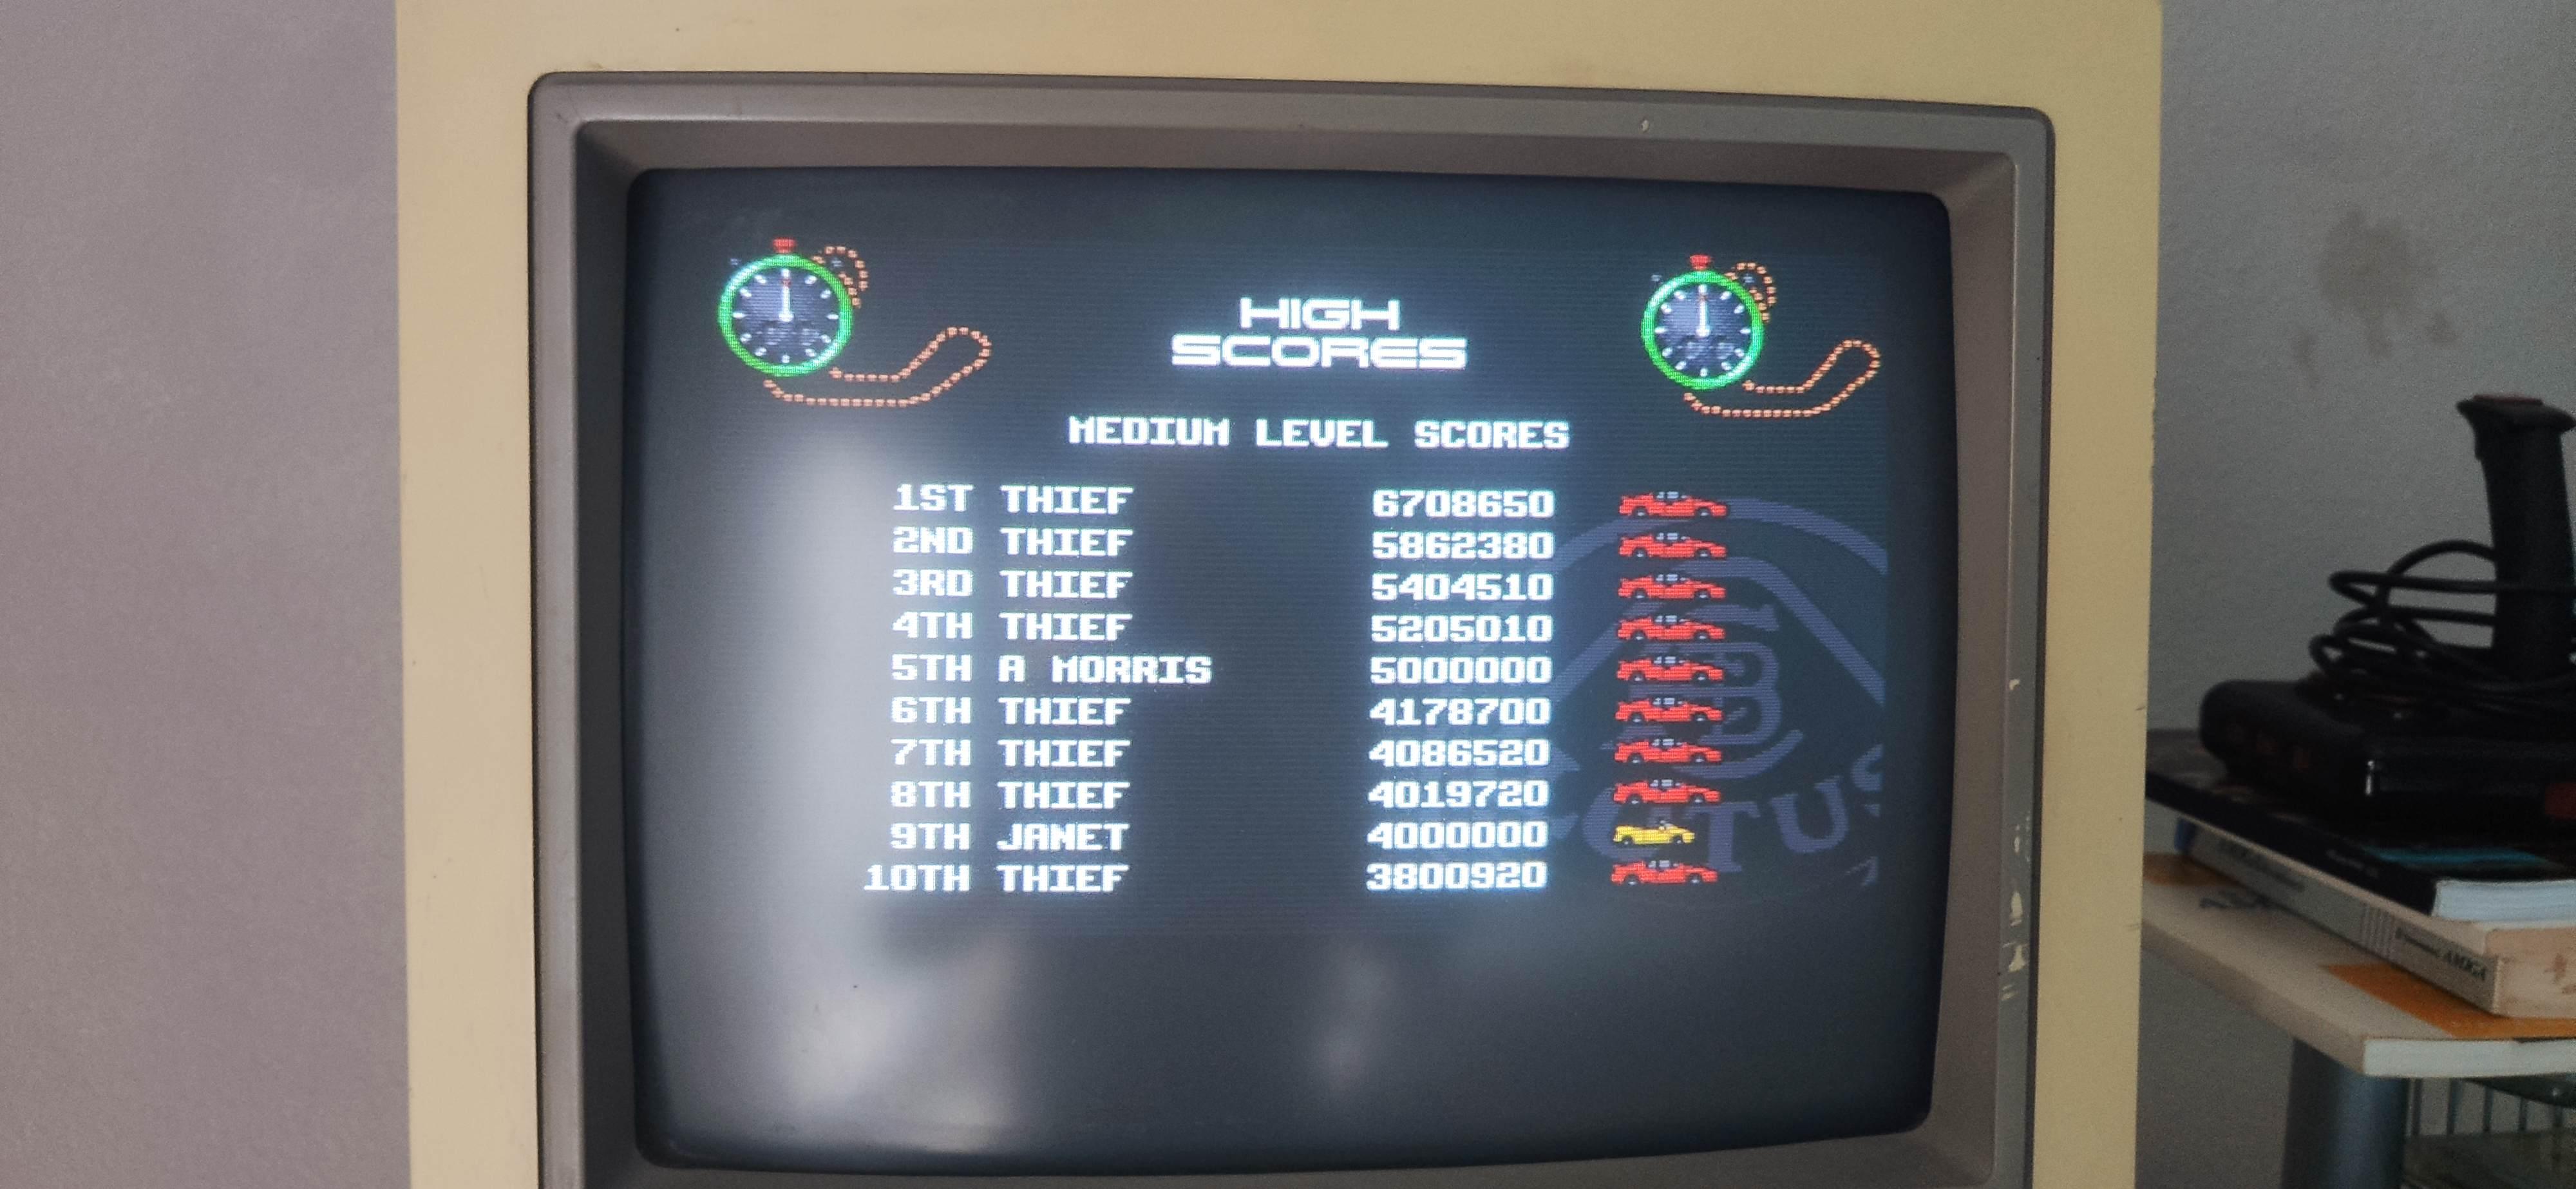 HIGH
SCORES
MEDIUM LEVEL SCORES
1ST THIEF 6708650
2ND THIEF 5862380
3RD THIEF 5404510
4TH THIEF 5205010
5TH A MORRIS 5000000
6TH THIEF 4178700
7TH THIEF 4086520
8TH THIEF 4019720
9TH JANET 4000000
10TH THIEF 3800920
AMIGA